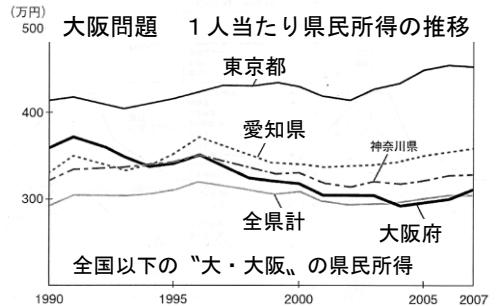 (万円)
大阪問題　１人当たり県民所得の推移
500
東京都
400
愛知県
神奈川県
300
全県計
大阪府
全国以下の〝大・大阪〟の県民所得
1990
1995
2000
2005
2007